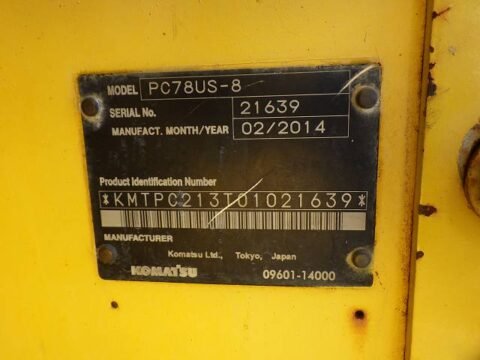 MODEL PC78US-8
SERIAL No. 21639
MANUFACT. MONTH/YEAR 02/2014
Product Identification Number
*KMTPC213T01021639*
MANUFACTURER
Komatsu Ltd., Tokyo, Japan
KOMATSU 09601-14000